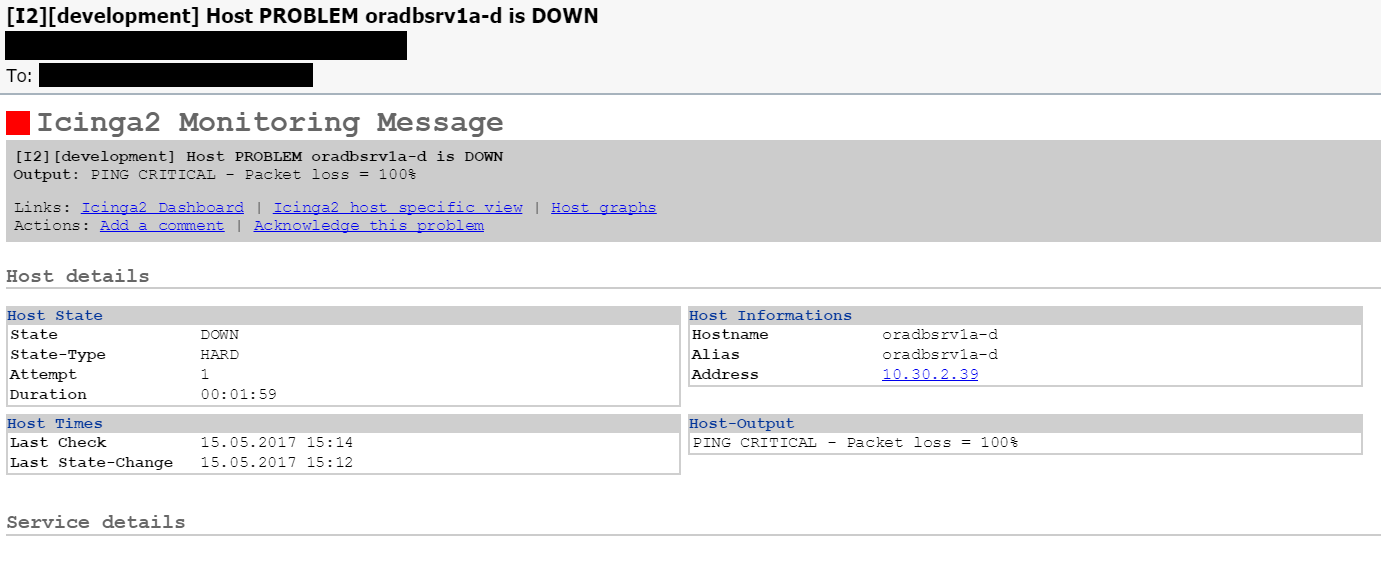 [I2][development] Host PROBLEM oradbsrv1a-d is DOWN
To:
Icinga2 Monitoring Message
[I2][development] Host PROBLEM oradbsrv1a-d is DOWN
Output: PING CRITICAL - Packet loss = 100%
Links: Icinga2 Dashboard | Icinga2 host specific view | Host graphs
Actions: Add a comment | Acknowledge this problem
Host details
Host State
State DOWN
State-Type HARD
Attempt 1
Duration 00:01:59
Host Informations
Hostname oradbsrv1a-d
Alias oradbsrv1a-d
Address 10.30.2.39
Host Times
Last Check 15.05.2017 15:14
Last State-Change 15.05.2017 15:12
Host-Output
PING CRITICAL - Packet loss = 100%
Service details